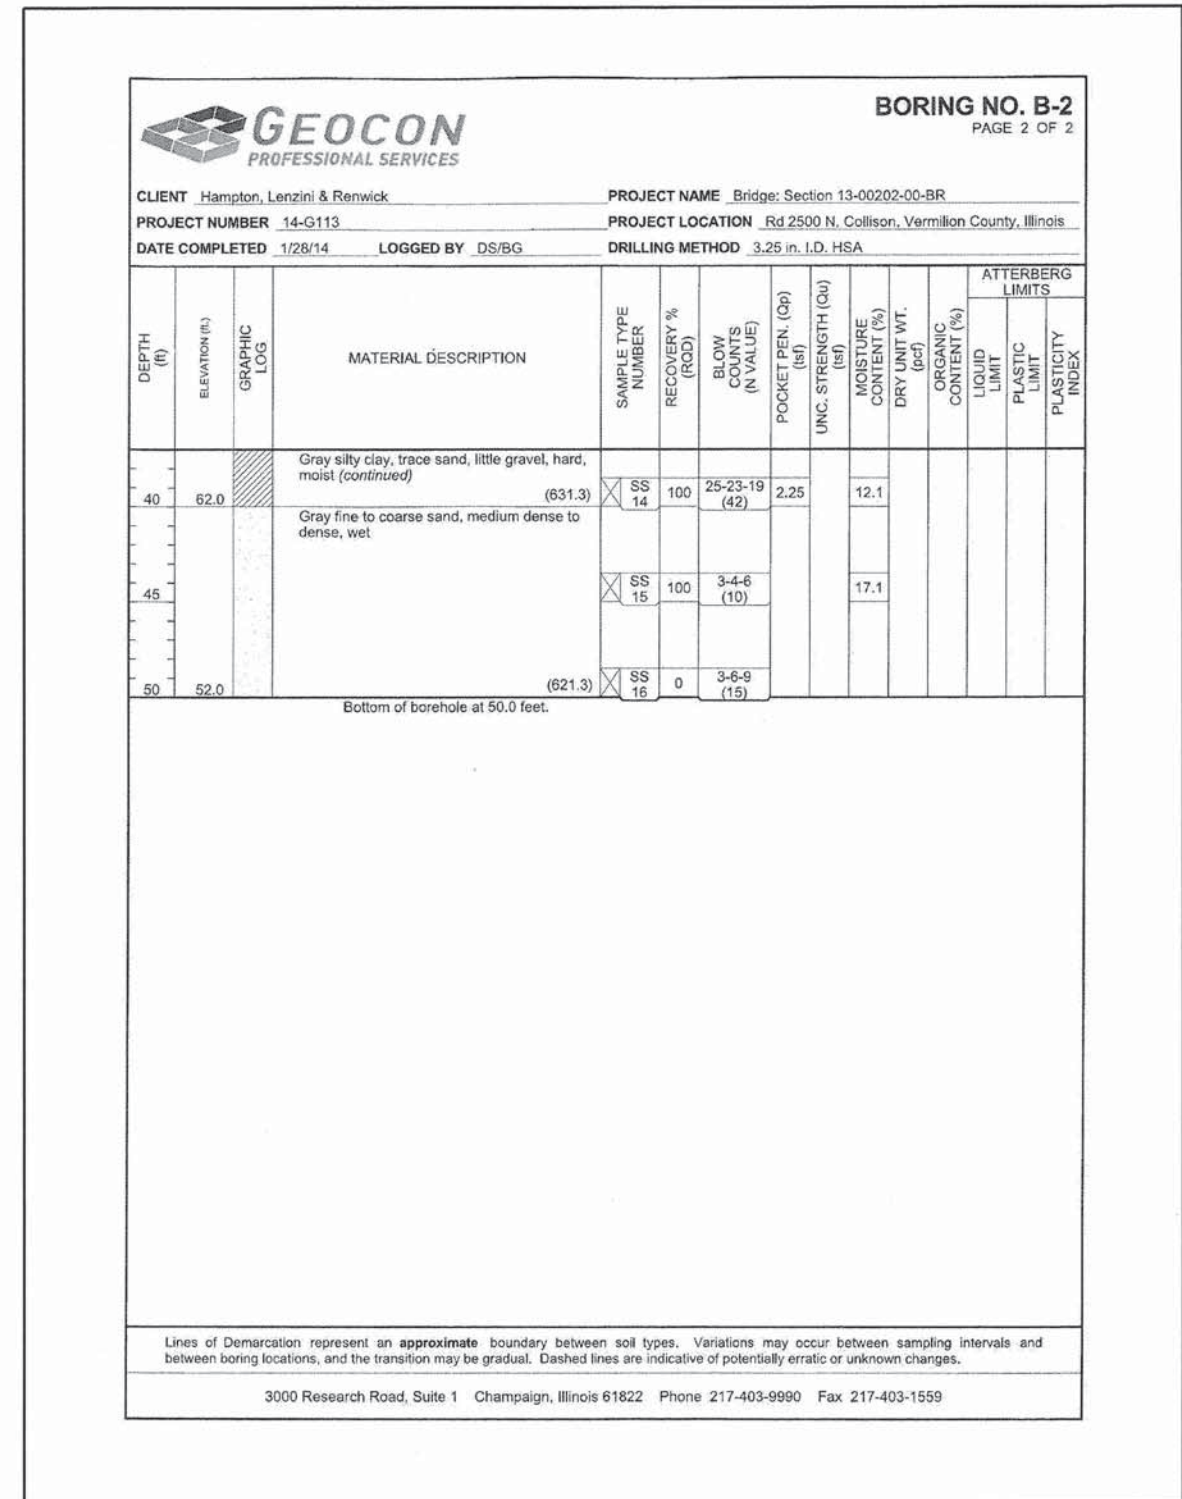 GEOCON
PROFESSIONAL SERVICES
BORING NO. B-2
PAGE 2 OF 2
CLIENT Hampton, Lenzini & Renwick PROJECT NAME Bridge: Section 13-00202-00-BR
PROJECT NUMBER 14-G113 PROJECT LOCATION Rd 2500 N, Collison, Vermilion County, Illinois
DATE COMPLETED 1/28/14 LOGGED BY DS/BG DRILLING METHOD 3.25 in. I.D. HSA
DEPTH
(ft)
ELEVATION (ft.)
GRAPHIC
LOG
MATERIAL DESCRIPTION
SAMPLE TYPE
NUMBER
RECOVERY %
(RQD)
BLOW
COUNTS
(N VALUE)
POCKET PEN. (Qp)
(tsf)
UNC. STRENGTH (Qu)
(tsf)
MOISTURE
CONTENT (%)
DRY UNIT WT.
(pcf)
ORGANIC
CONTENT (%)
ATTERBERG
LIMITS
LIQUID
LIMIT
PLASTIC
LIMIT
PLASTICITY
INDEX
Gray silty clay, trace sand, little gravel, hard,
moist (continued)
40 62.0 (631.3) SS 14 100 25-23-19 (42) 2.25 12.1
Gray fine to coarse sand, medium dense to
dense, wet
45 SS 15 100 3-4-6 (10) 17.1
50 52.0 (621.3) SS 16 0 3-6-9 (15)
Bottom of borehole at 50.0 feet.
Lines of Demarcation represent an approximate boundary between soil types. Variations may occur between sampling intervals and
between boring locations, and the transition may be gradual. Dashed lines are indicative of potentially erratic or unknown changes.
3000 Research Road, Suite 1 Champaign, Illinois 61822 Phone 217-403-9990 Fax 217-403-1559